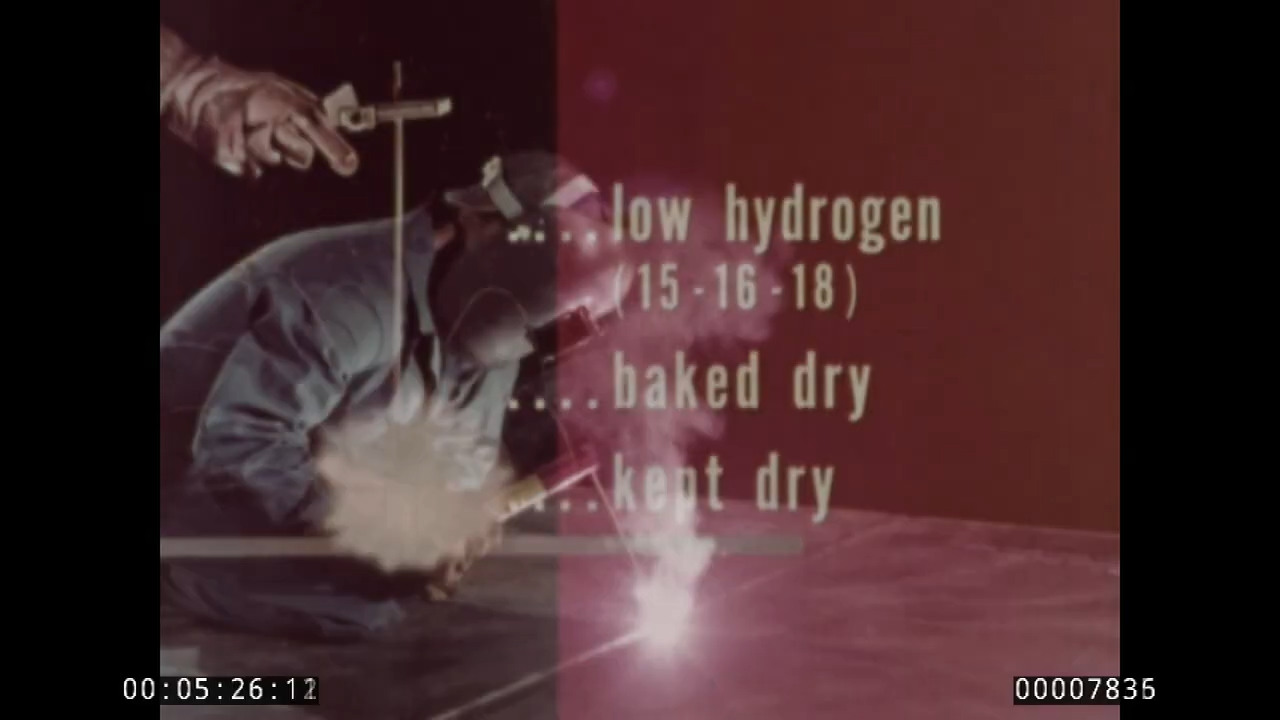 ....low hydrogen
(15-16-18)
....baked dry
....kept dry
00:05:26:12
00007835